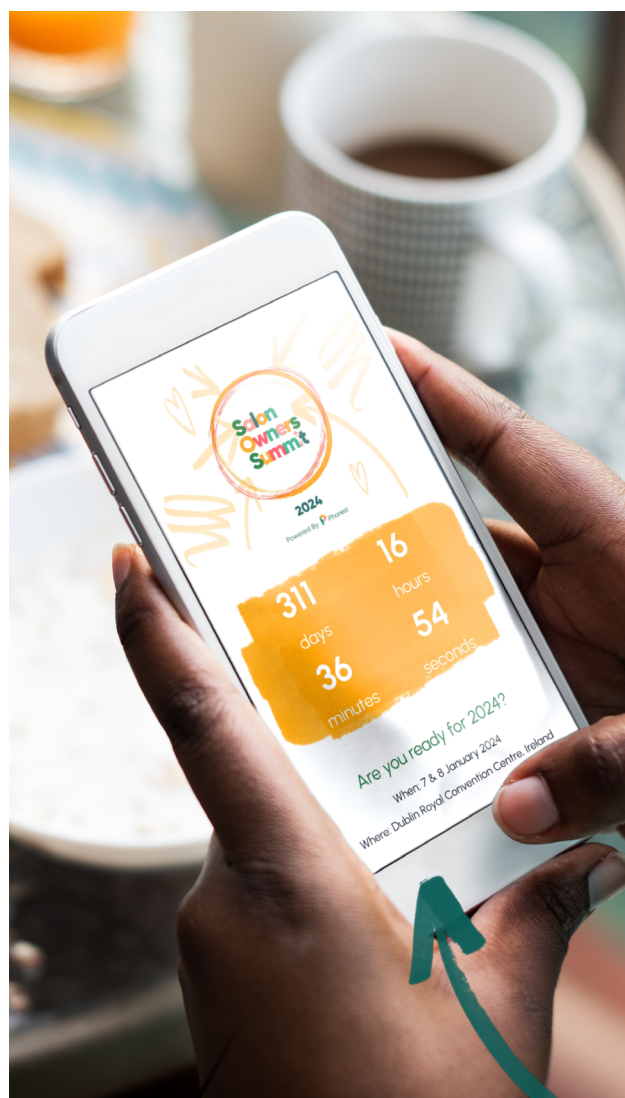 Salon
Owners
Summit
2024
Powered By Phorest
311
days
16
hours
36
minutes
54
seconds
Are you ready for 2024?
When: 7 & 8 January 2024
Where: Dublin Royal Convention Centre, Ireland